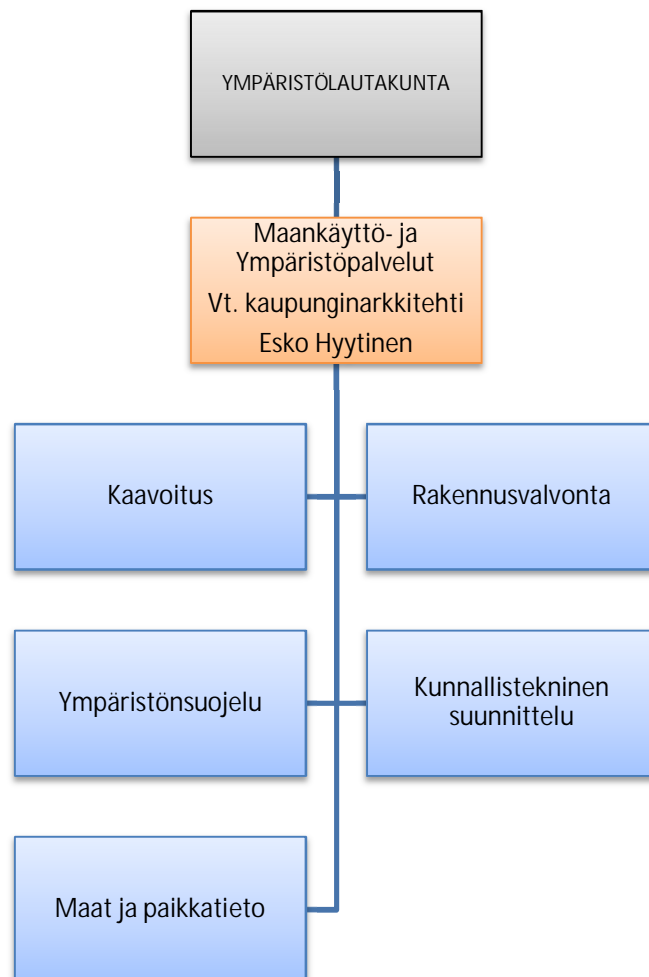 YMPÄRISTÖLAUTAKUNTA
Maankäyttö- ja
Ympäristöpalvelut
Vt. kaupunginarkkitehti
Esko Hyytinen
Kaavoitus
Rakennusvalvonta
Ympäristönsuojelu
Kunnallistekninen
suunnittelu
Maat ja paikkatieto